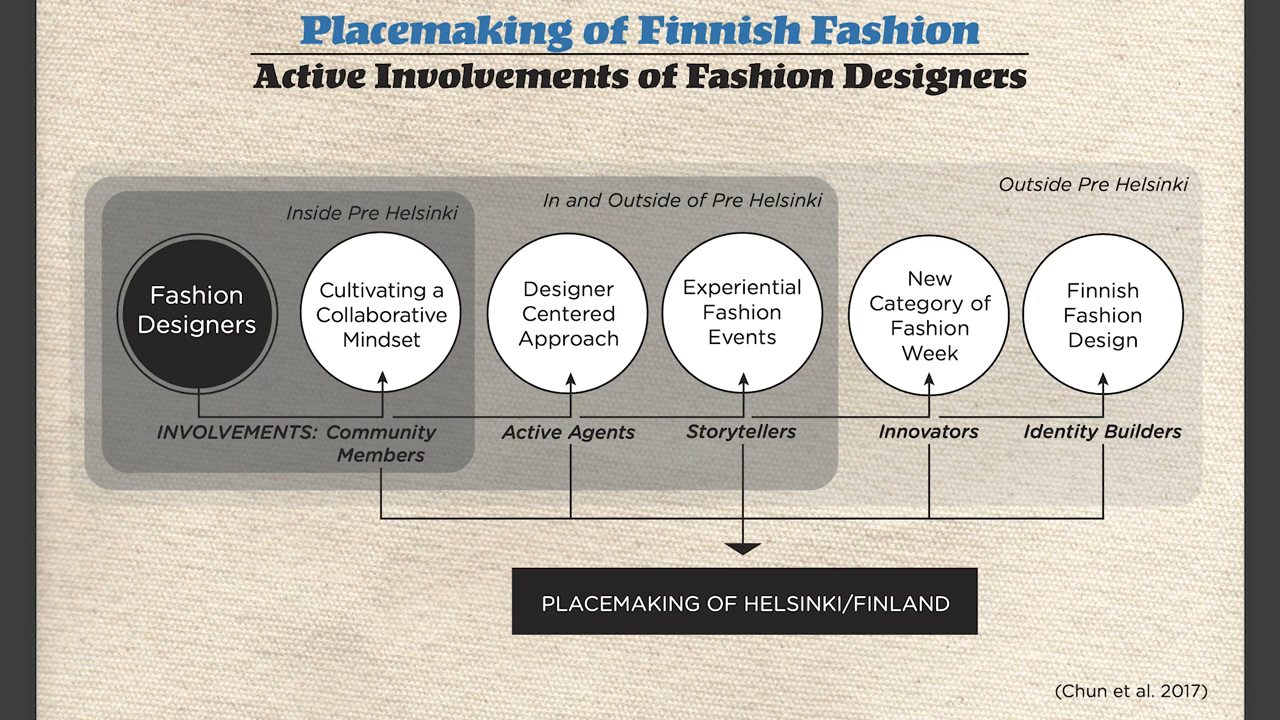 Placemaking of Finnish Fashion
Active Involvements of Fashion Designers
Outside Pre Helsinki
In and Outside of Pre Helsinki
Inside Pre Helsinki
Fashion
Designers
Cultivating a
Collaborative
Mindset
Designer
Centered
Approach
Experiential
Fashion
Events
New
Category of
Fashion
Week
Finnish
Fashion
Design
INVOLVEMENTS: Community
Members
Active Agents
Storytellers
Innovators
Identity Builders
PLACEMAKING OF HELSINKI/FINLAND
(Chun et al. 2017)